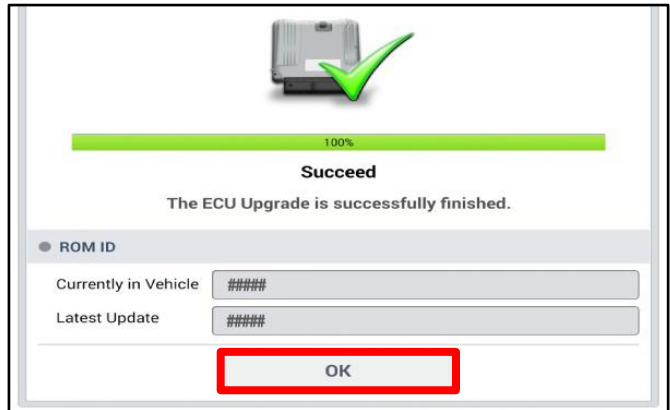 100%
Succeed
The ECU Upgrade is successfully finished.
ROM ID
Currently in Vehicle #####
Latest Update #####
OK